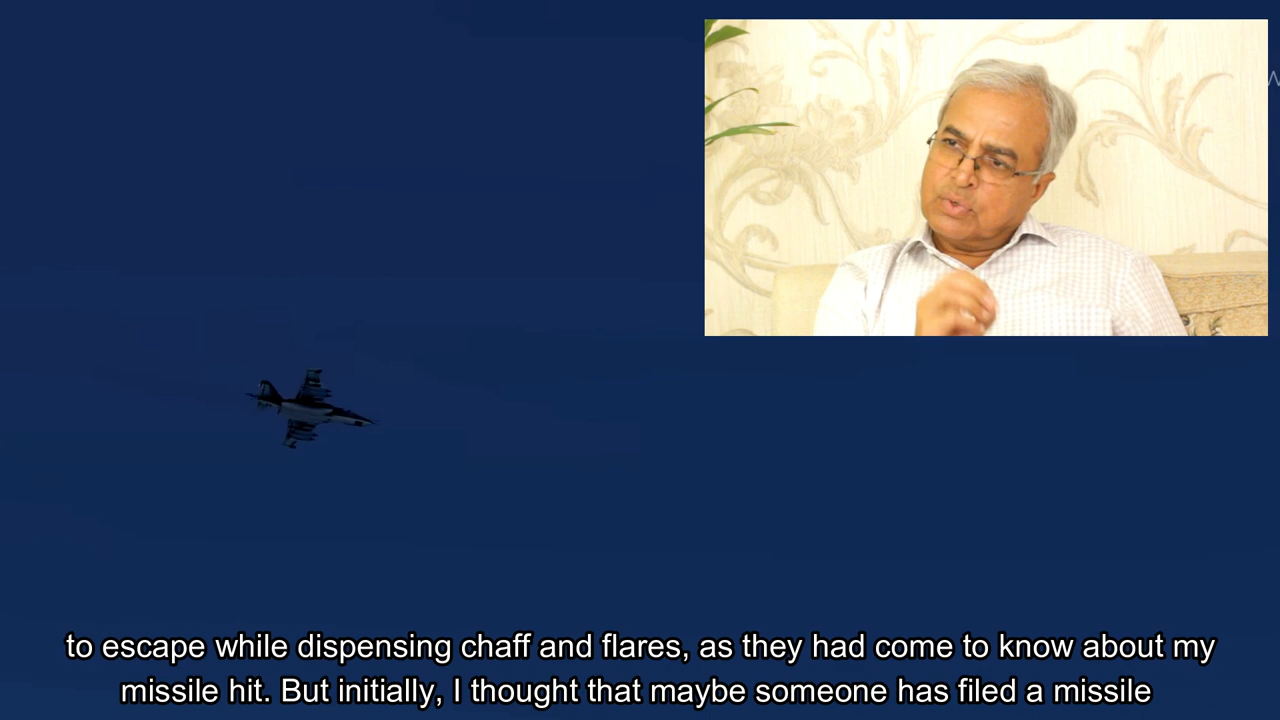 to escape while dispensing chaff and flares, as they had come to know about my
missile hit. But initially, I thought that maybe someone has filed a missile